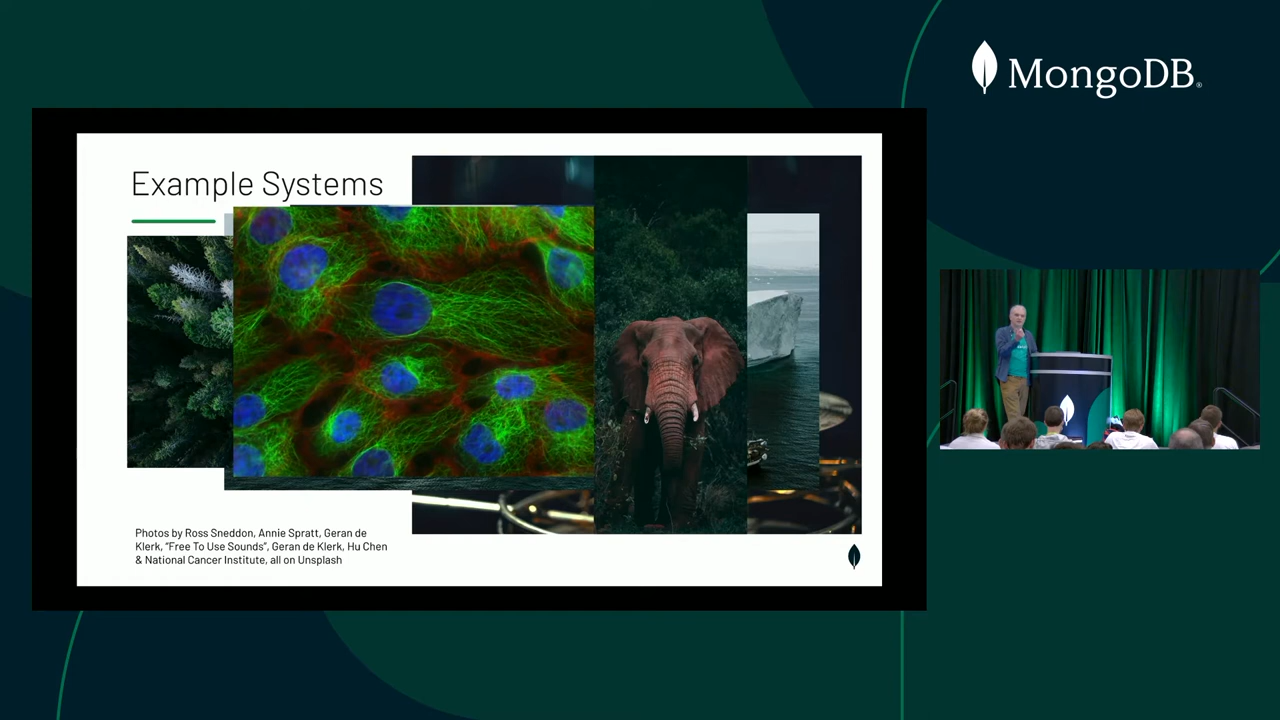 MongoDB®
Example Systems
Photos by Ross Sneddon, Annie Spratt, Geran de
Klerk, “Free To Use Sounds”, Geran de Klerk, Hu Chen
& National Cancer Institute, all on Unsplash